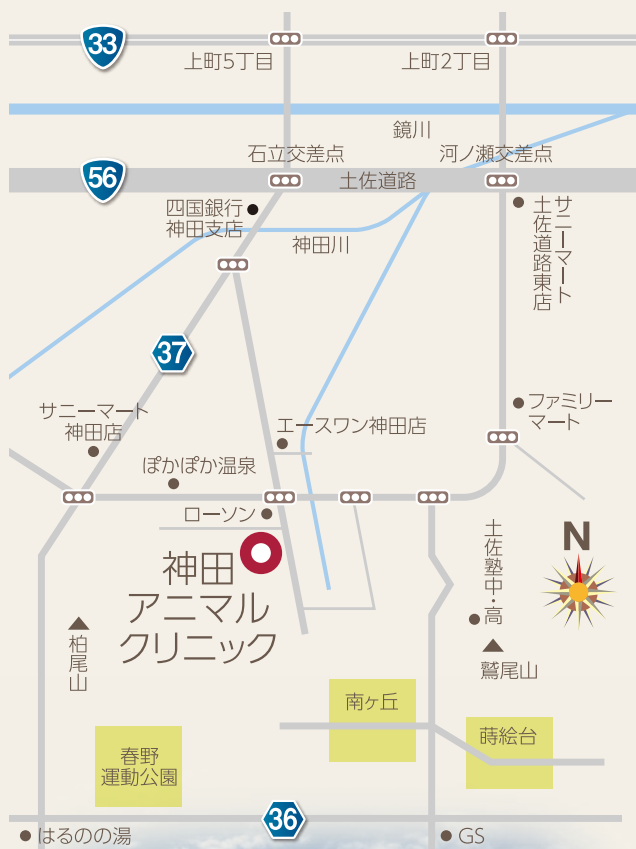 33
上町5丁目
上町2丁目
鏡川
石立交差点
河ノ瀬交差点
56
土佐道路
四国銀行
神田支店
神田川
サニーマート
土佐道路東店
37
サニーマート
神田店
エースワン神田店
ファミリー
マート
ぽかぽか温泉
ローソン
神田
アニマル
クリニック
土佐塾中・高
N
柏尾山
鷲尾山
南ヶ丘
蒔絵台
春野
運動公園
36
はるのの湯
GS